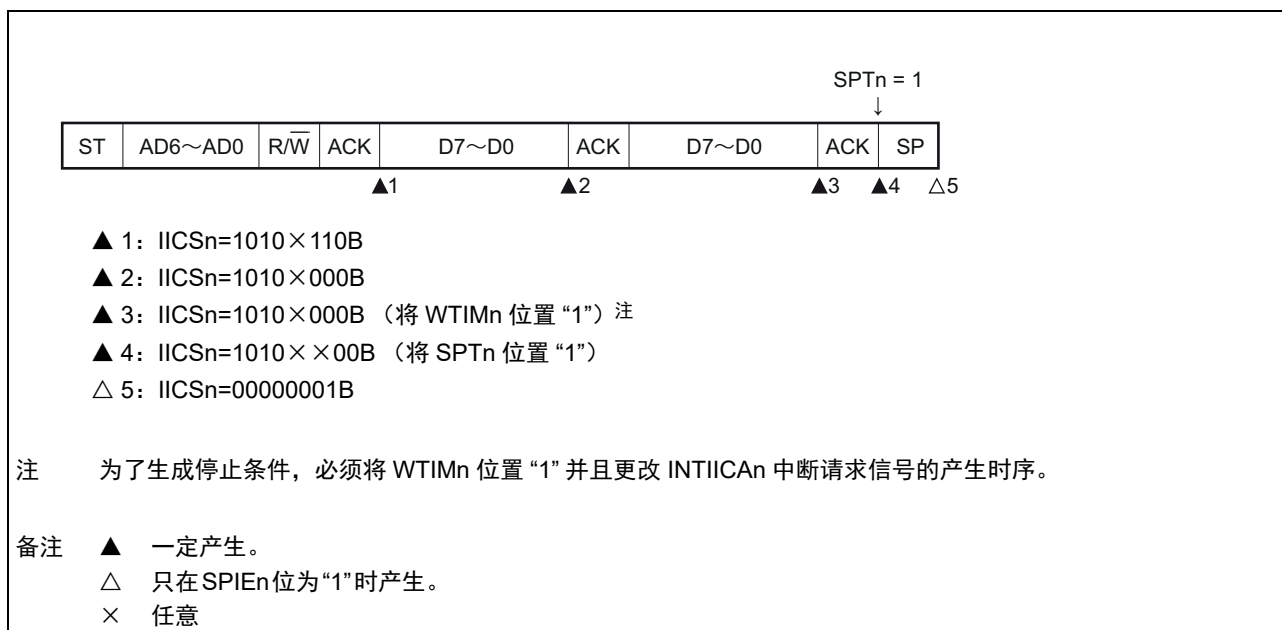 SPTn = 1
↓
ST AD6～AD0 R/W̅ ACK D7～D0 ACK D7～D0 ACK SP
▲1 ▲2 ▲3 ▲4 △5
▲ 1：IICSn=1010×110B
▲ 2：IICSn=1010×000B
▲ 3：IICSn=1010×000B （将 WTIMn 位置 “1”）注
▲ 4：IICSn=1010××00B （将 SPTn 位置 “1”）
△ 5：IICSn=00000001B
注 为了生成停止条件，必须将 WTIMn 位置 “1” 并且更改 INTIICAn 中断请求信号的产生时序。
备注 ▲ 一定产生。
△ 只在SPIEn位为“1”时产生。
× 任意